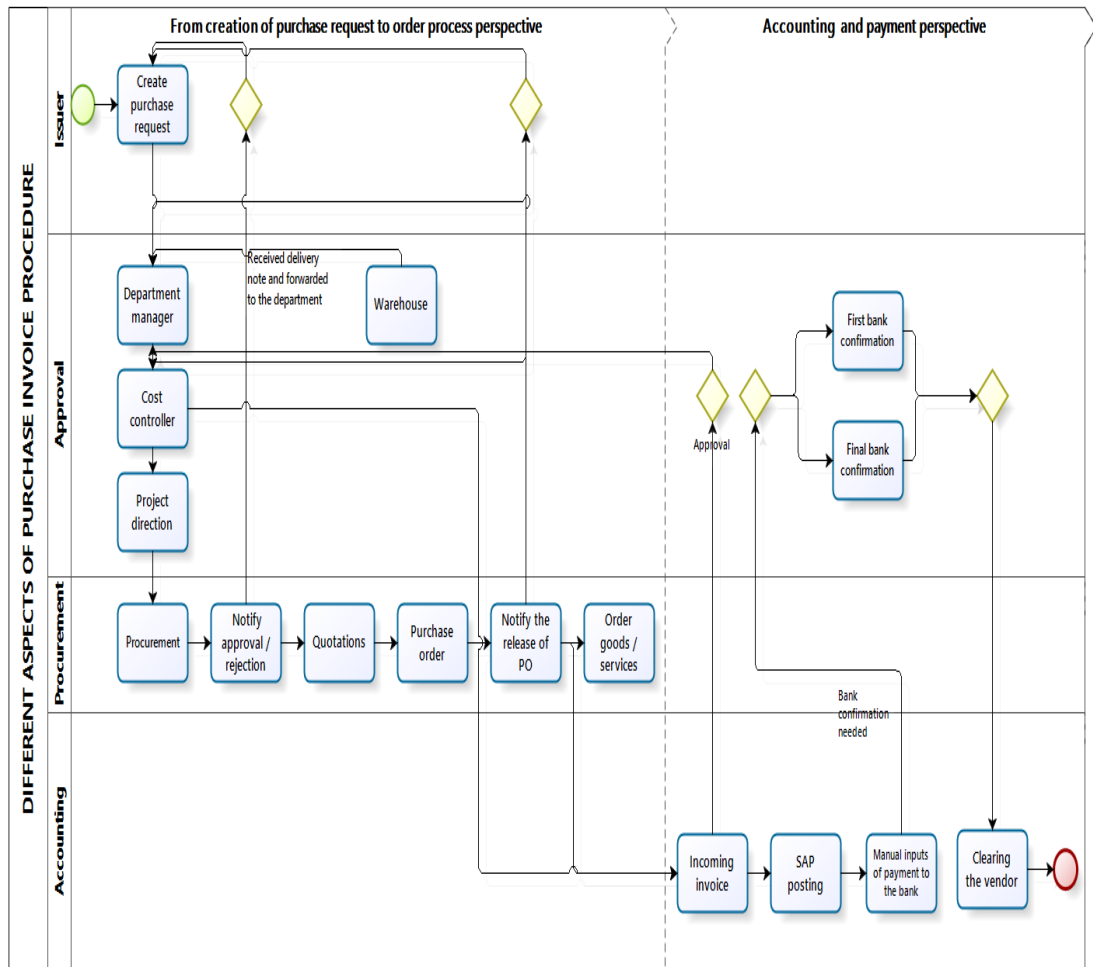 DIFFERENT ASPECTS OF PURCHASE INVOICE PROCEDURE
From creation of purchase request to order process perspective
Accounting and payment perspective
Issuer
Create
purchase
request
Approval
Department
manager
Received delivery
note and forwarded
to the department
Warehouse
First bank
confirmation
Cost
controller
Approval
Final bank
confirmation
Project
direction
Procurement
Procurement
Notify
approval /
rejection
Quotations
Purchase
order
Notify the
release of
PO
Order
goods /
services
Bank
confirmation
needed
Accounting
Incoming
invoice
SAP
posting
Manual inputs
of payment to
the bank
Clearing
the vendor